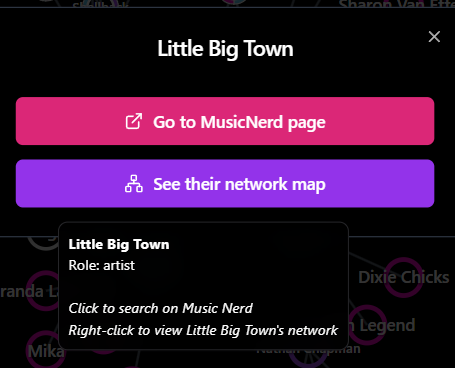 Sharon Van Ette
Little Big Town
Go to MusicNerd page
See their network map
Little Big Town
Role: artist
Click to search on Music Nerd
Right-click to view Little Big Town's network
Dixie Chicks
randa La
n Legend
Mika
Nathan Chapman